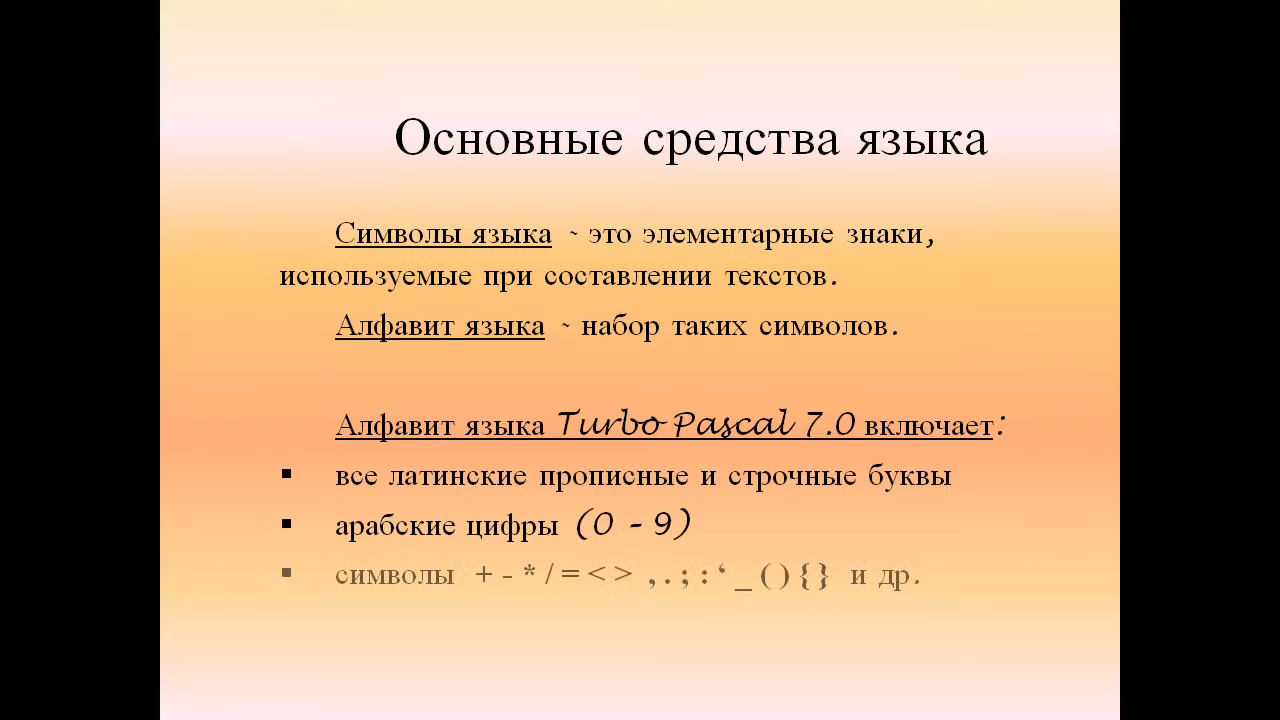 Основные средства языка
Символы языка - это элементарные знаки,
используемые при составлении текстов.
Алфавит языка - набор таких символов.
Алфавит языка Turbo Pascal 7.0 включает:
▪ все латинские прописные и строчные буквы
▪ арабские цифры (0 - 9)
▪ символы + - * / = < > , . ; : ‘ _ ( ) { } и др.